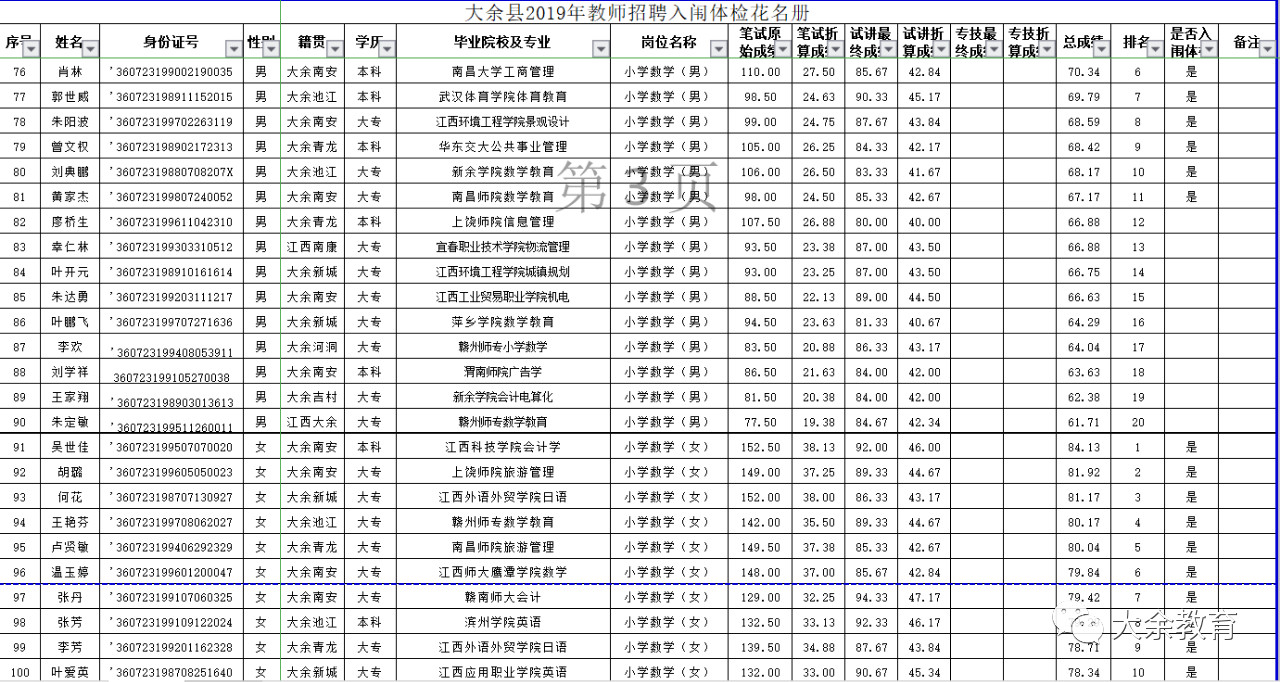 大余县2019年教师招聘入闱体检花名册
序号 姓名 身份证号 性别 籍贯 学历 毕业院校及专业 岗位名称 笔试原始成绩 笔试折算成绩 试讲最终成绩 试讲折算成绩 专技最终成绩 专技折算成绩 总成绩 排名 是否入闱体检 备注
76 肖林 '360723199002190035 男 大余南安 本科 南昌大学工商管理 小学数学（男） 110.00 27.50 85.67 42.84 70.34 6 是
77 郭世威 '360723198911152015 男 大余池江 本科 武汉体育学院体育教育 小学数学（男） 98.50 24.63 90.33 45.17 69.79 7 是
78 朱阳波 '360723199702263119 男 大余南安 大专 江西环境工程学院景观设计 小学数学（男） 99.00 24.75 87.67 43.84 68.59 8 是
79 曾文权 '360723198902172313 男 大余青龙 本科 华东交大公共事业管理 小学数学（男） 105.00 26.25 84.33 42.17 68.42 9 是
80 刘典鹏 '36072319880708207X 男 大余池江 大专 新余学院数学教育 小学数学（男） 106.00 26.50 83.33 41.67 68.17 10 是
81 黄家杰 '360723199807240052 男 大余南安 大专 南昌师院数学教育 小学数学（男） 98.00 24.50 85.33 42.67 67.17 11 是
第 3 页
82 廖桥生 '360723199611042310 男 大余青龙 本科 上饶师院信息管理 小学数学（男） 107.50 26.88 80.00 40.00 66.88 12
83 幸仁林 '360723199303310512 男 江西南康 大专 宜春职业技术学院物流管理 小学数学（男） 93.50 23.38 87.00 43.50 66.88 13
84 叶开元 '360723198910161614 男 大余新城 大专 江西环境工程学院城镇规划 小学数学（男） 93.00 23.25 87.00 43.50 66.75 14
85 朱达勇 '360723199203111217 男 大余南安 大专 江西工业贸易职业学院机电 小学数学（男） 88.50 22.13 89.00 44.50 66.63 15
86 叶鹏飞 '360723199707271636 男 大余新城 大专 萍乡学院数学教育 小学数学（男） 94.50 23.63 81.33 40.67 64.29 16
87 李欢 '360723199408053911 男 大余河洞 大专 赣州师专小学数学 小学数学（男） 83.50 20.88 86.33 43.17 64.04 17
88 刘学祥 360723199105270038 男 大余南安 本科 渭南师院广告学 小学数学（男） 86.50 21.63 84.00 42.00 63.63 18
89 王家翔 '360723198903013613 男 大余吉村 大专 新余学院会计电算化 小学数学（男） 81.50 20.38 84.00 42.00 62.38 19
90 朱定敏 '360723199511260011 男 江西大余 大专 赣州师专数学教育 小学数学（男） 77.50 19.38 84.67 42.34 61.71 20
91 吴世佳 '360723199507070020 女 大余南安 本科 江西科技学院会计学 小学数学（女） 152.50 38.13 92.00 46.00 84.13 1 是
92 胡璐 '360723199605050023 女 大余南安 大专 上饶师院旅游管理 小学数学（女） 149.00 37.25 89.33 44.67 81.92 2 是
93 何花 '360723198707130927 女 大余新城 大专 江西外语外贸学院日语 小学数学（女） 152.00 38.00 86.33 43.17 81.17 3 是
94 王艳芬 '360723199708062027 女 大余池江 大专 赣州师专数学教育 小学数学（女） 142.00 35.50 89.33 44.67 80.17 4 是
95 卢贤敏 '360723199406292329 女 大余青龙 大专 南昌师院旅游管理 小学数学（女） 149.50 37.38 85.33 42.67 80.04 5 是
96 温玉婷 '360723199601200047 女 大余南安 大专 江西师大鹰潭学院数学 小学数学（女） 148.00 37.00 85.67 42.84 79.84 6 是
97 张丹 '360723199107060325 女 大余南安 大专 赣南师大会计 小学数学（女） 129.00 32.25 94.33 47.17 79.42 7 是
98 张芳 '360723199109122024 女 大余池江 本科 滨州学院英语 小学数学（女） 132.50 33.13 92.33 46.17 是
大余教育
99 李芳 '360723199201162328 女 大余青龙 大专 江西外语外贸学院日语 小学数学（女） 139.50 34.88 87.67 43.84 78.71 9 是
100 叶爱英 '360723198708251640 女 大余新城 大专 江西应用职业学院英语 小学数学（女） 132.00 33.00 90.67 45.34 78.34 10 是